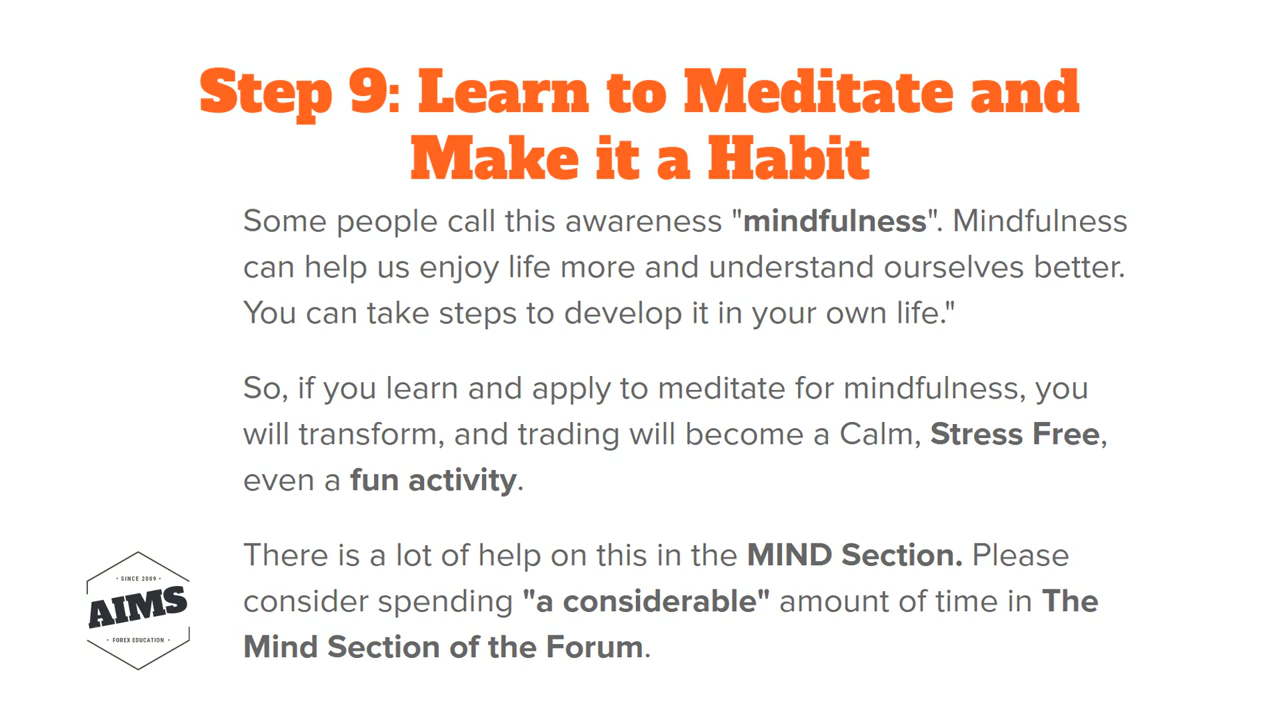 Step 9: Learn to Meditate and
Make it a Habit
Some people call this awareness "mindfulness". Mindfulness
can help us enjoy life more and understand ourselves better.
You can take steps to develop it in your own life."
So, if you learn and apply to meditate for mindfulness, you
will transform, and trading will become a Calm, Stress Free,
even a fun activity.
There is a lot of help on this in the MIND Section. Please
consider spending "a considerable" amount of time in The
Mind Section of the Forum.
• SINCE 2009 •
AIMS
• FOREX EDUCATION •